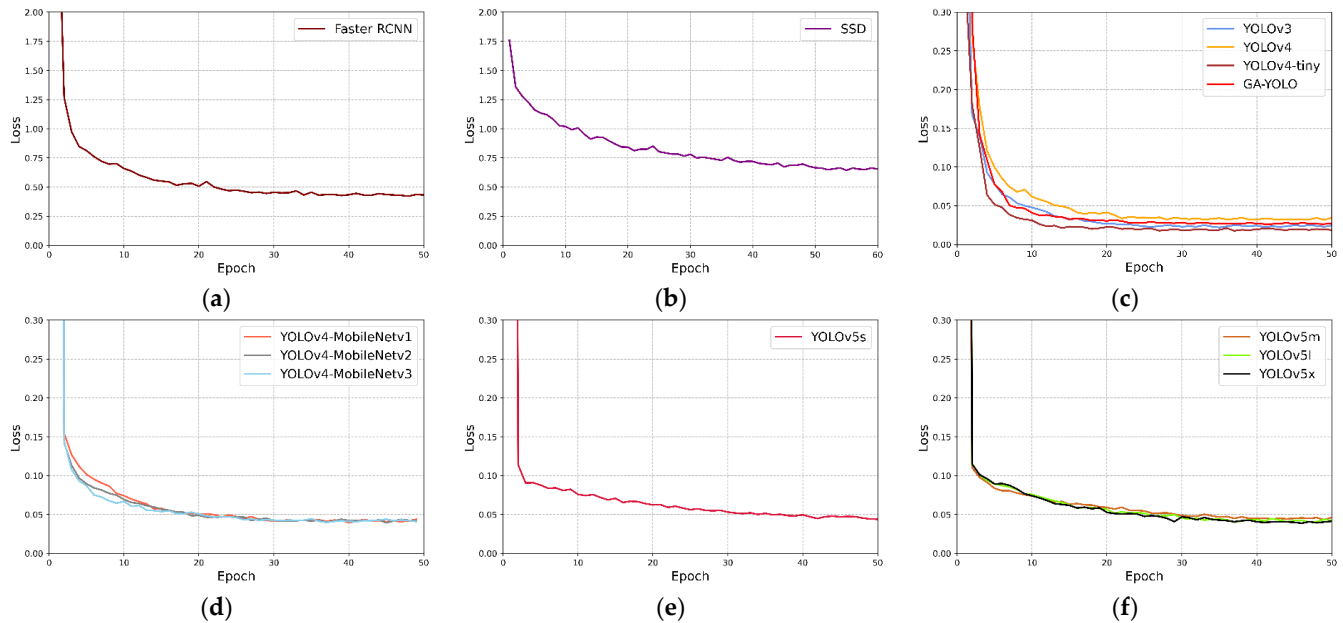 2.00
1.75
1.50
1.25
1.00
0.75
0.50
0.25
0.00
Loss
0 10 20 30 40 50
Epoch
Faster RCNN
(a)
2.00
1.75
1.50
1.25
1.00
0.75
0.50
0.25
0.00
Loss
0 10 20 30 40 50 60
Epoch
SSD
(b)
0.30
0.25
0.20
0.15
0.10
0.05
0.00
Loss
0 10 20 30 40 50
Epoch
YOLOv3
YOLOv4
YOLOv4-tiny
GA-YOLO
(c)
0.30
0.25
0.20
0.15
0.10
0.05
0.00
Loss
0 10 20 30 40 50
Epoch
YOLOv4-MobileNetv1
YOLOv4-MobileNetv2
YOLOv4-MobileNetv3
(d)
0.30
0.25
0.20
0.15
0.10
0.05
0.00
Loss
0 10 20 30 40 50
Epoch
YOLOv5s
(e)
0.30
0.25
0.20
0.15
0.10
0.05
0.00
Loss
0 10 20 30 40 50
Epoch
YOLOv5m
YOLOv5l
YOLOv5x
(f)